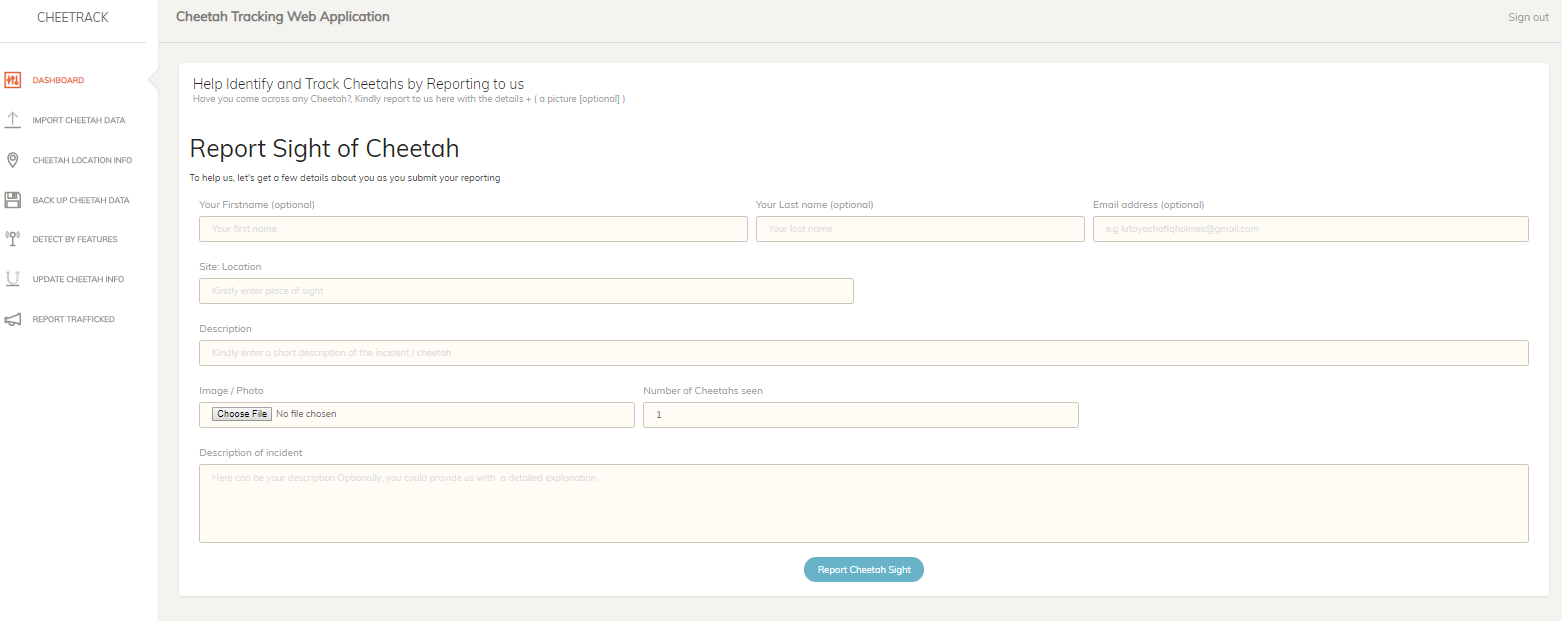 CHEETRACK
Cheetah Tracking Web Application
Sign out
DASHBOARD
IMPORT CHEETAH DATA
CHEETAH LOCATION INFO
BACK UP CHEETAH DATA
DETECT BY FEATURES
UPDATE CHEETAH INFO
REPORT TRAFFICKED
Help Identify and Track Cheetahs by Reporting to us
Have you come across any Cheetah?, Kindly report to us here with the details + ( a picture [optional] )
Report Sight of Cheetah
To help us, let's get a few details about you as you submit your reporting
Your Firstname (optional)
Your Last name (optional)
Email address (optional)
Your first name
Your last name
e.g lutayashafiqholmes@gmail.com
Site: Location
Kindly enter place of sight
Description
Kindly enter a short description of the incident / cheetah
Image / Photo
Number of Cheetahs seen
Choose File No file chosen
1
Description of incident
Here can be your description Optionally, you could provide us with a detailed explanation
Report Cheetah Sight